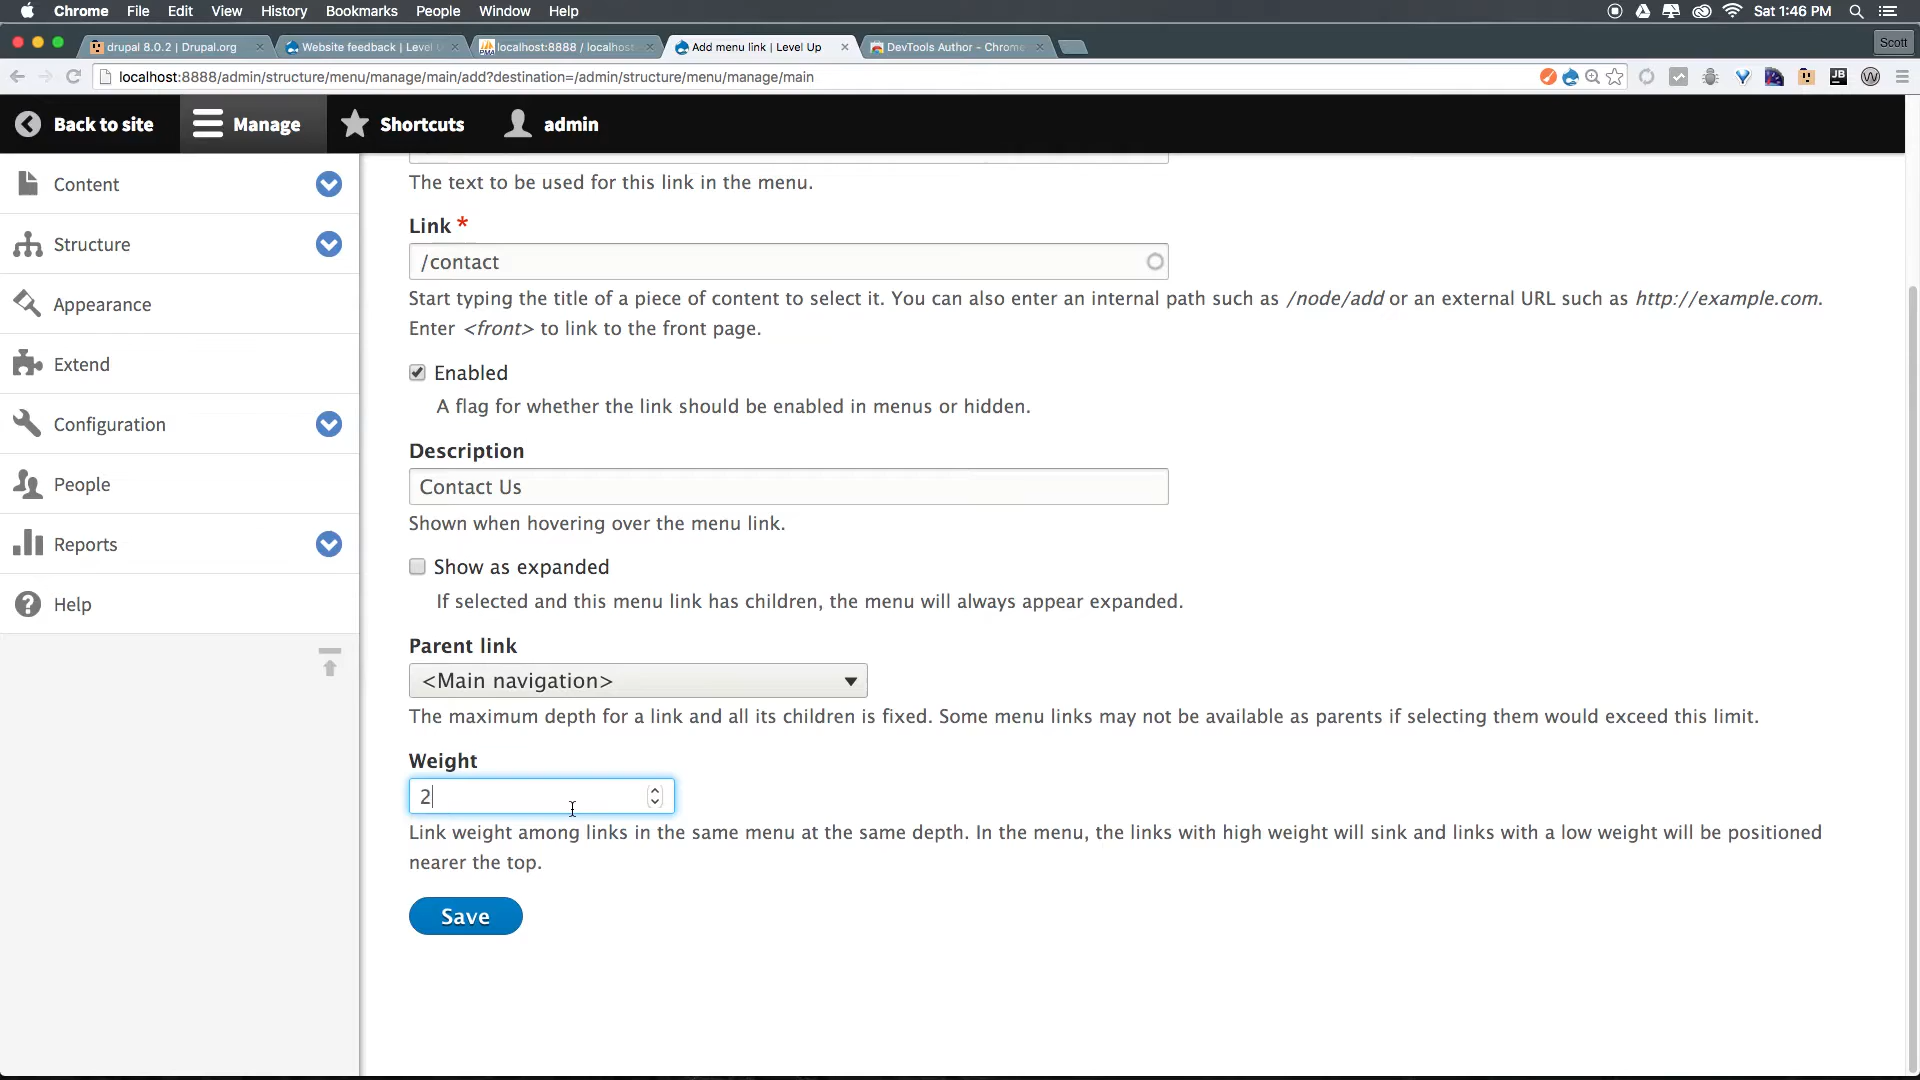 Chrome File Edit View History Bookmarks People Window Help Sat 1:46 PM
drupal 8.0.2 | Drupal.org Website feedback | Level U localhost:8888 / localhost Add menu link | Level Up DevTools Author - Chrome Scott
localhost:8888/admin/structure/menu/manage/main/add?destination=/admin/structure/menu/manage/main
Back to site Manage Shortcuts admin
Content
Structure
Appearance
Extend
Configuration
People
Reports
Help
The text to be used for this link in the menu.
Link *
/contact
Start typing the title of a piece of content to select it. You can also enter an internal path such as /node/add or an external URL such as http://example.com.
Enter <front> to link to the front page.
Enabled
A flag for whether the link should be enabled in menus or hidden.
Description
Contact Us
Shown when hovering over the menu link.
Show as expanded
If selected and this menu link has children, the menu will always appear expanded.
Parent link
<Main navigation>
The maximum depth for a link and all its children is fixed. Some menu links may not be available as parents if selecting them would exceed this limit.
Weight
2
Link weight among links in the same menu at the same depth. In the menu, the links with high weight will sink and links with a low weight will be positioned
nearer the top.
Save